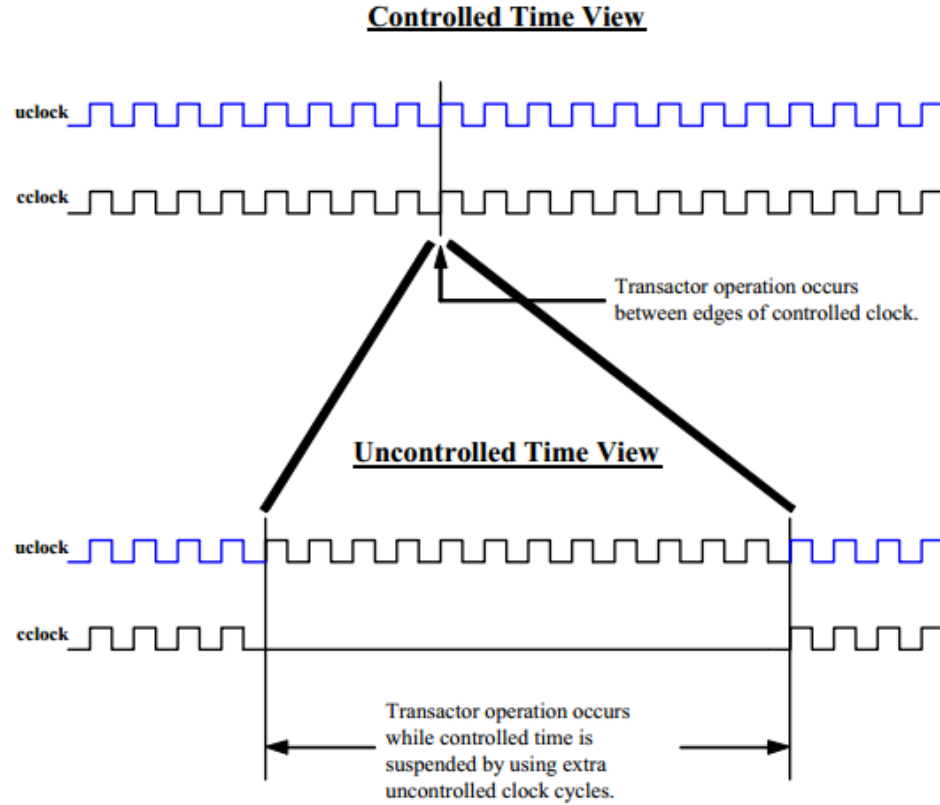 Controlled Time View
uclock
cclock
Transactor operation occurs
between edges of controlled clock.
Uncontrolled Time View
uclock
cclock
Transactor operation occurs
while controlled time is
suspended by using extra
uncontrolled clock cycles.